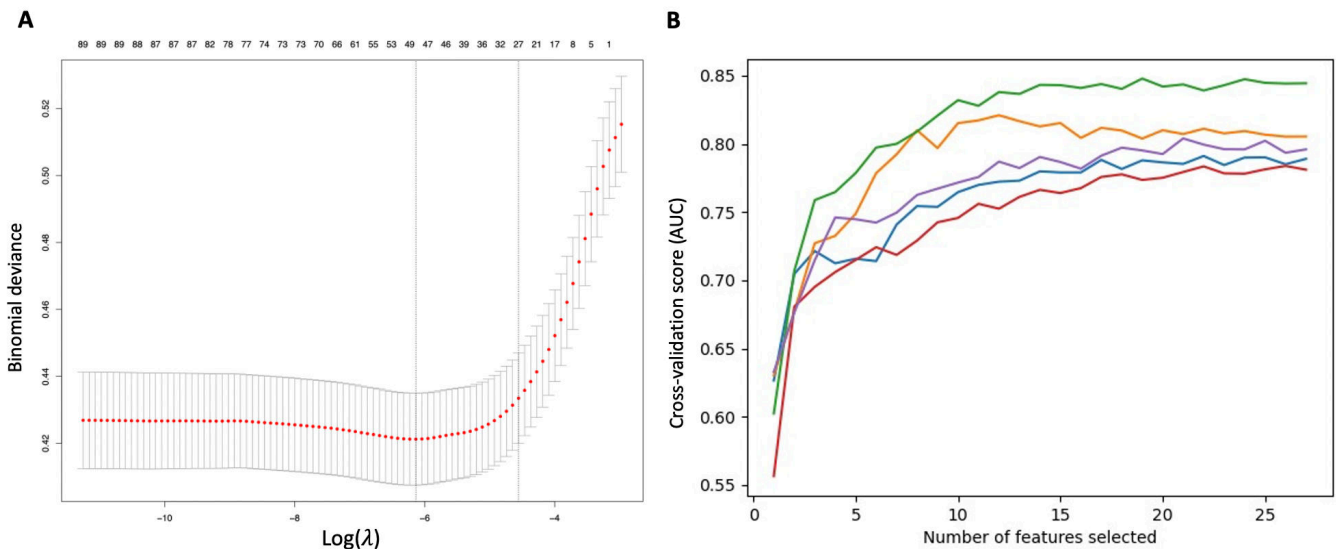 A
89 89 89 88 87 87 87 82 78 77 74 73 73 70 66 61 55 53 49 47 46 39 36 32 27 21 17 8 5 1
Binomial deviance
0.52
0.50
0.48
0.46
0.44
0.42
−10 −8 −6 −4
Log(λ)
B
Cross-validation score (AUC)
0.85
0.80
0.75
0.70
0.65
0.60
0.55
0 5 10 15 20 25
Number of features selected